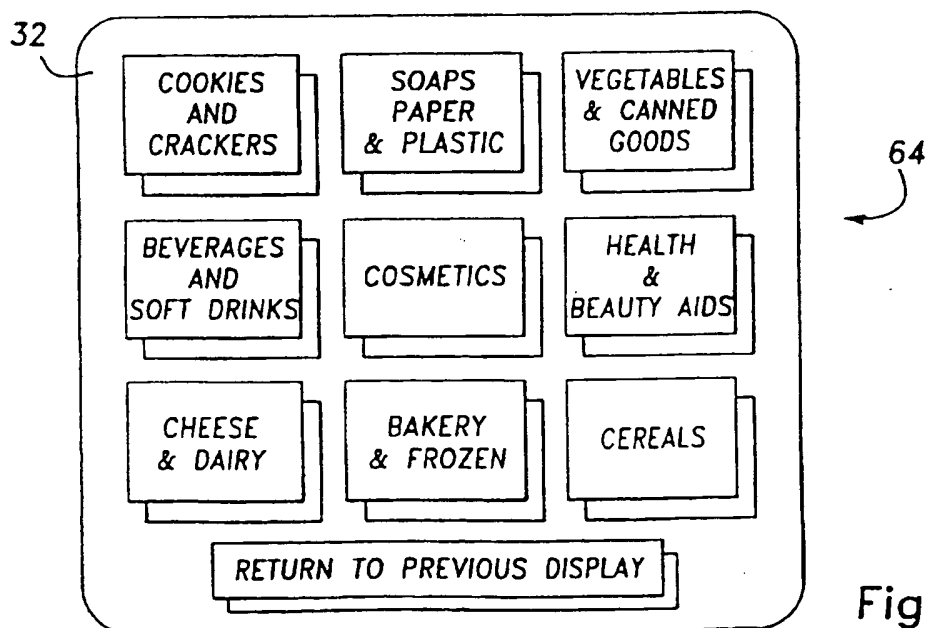 32
COOKIES
AND
CRACKERS
SOAPS
PAPER
& PLASTIC
VEGETABLES
& CANNED
GOODS
64
BEVERAGES
AND
SOFT DRINKS
COSMETICS
HEALTH
&
BEAUTY AIDS
CHEESE
& DAIRY
BAKERY
& FROZEN
CEREALS
RETURN TO PREVIOUS DISPLAY
Fig